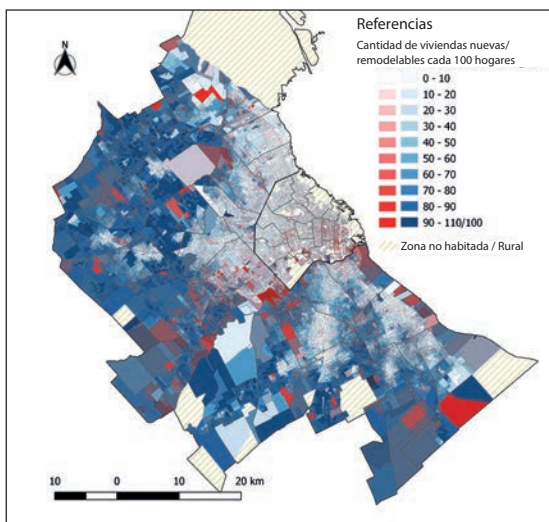 Referencias
Cantidad de viviendas nuevas/
remodelables cada 100 hogares
0 - 10
10 - 20
20 - 30
30 - 40
40 - 50
50 - 60
60 - 70
70 - 80
80 - 90
90 - 110/100
Zona no habitada / Rural
N
10 0 10 20 km